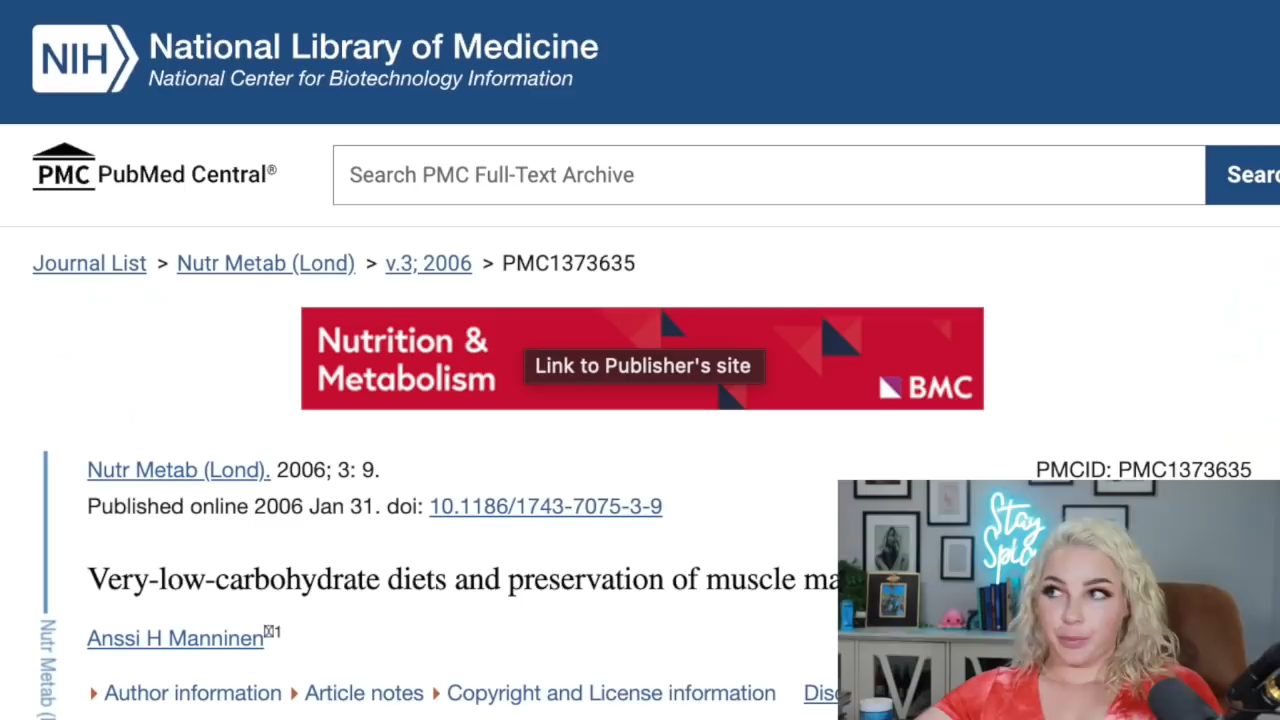 NIH
National Library of Medicine
National Center for Biotechnology Information
PMC PubMed Central®
Search PMC Full-Text Archive
Sear
Journal List > Nutr Metab (Lond) > v.3; 2006 > PMC1373635
Nutrition &
Metabolism
Link to Publisher's site
BMC
Nutr Metab (Lond). 2006; 3: 9.
PMCID: PMC1373635
Published online 2006 Jan 31. doi: 10.1186/1743-7075-3-9
Stay
Very-low-carbohydrate diets and preservation of muscle ma
Anssi H Manninen 1
Nutr Metab (
Author information
Article notes
Copyright and License information
Disc